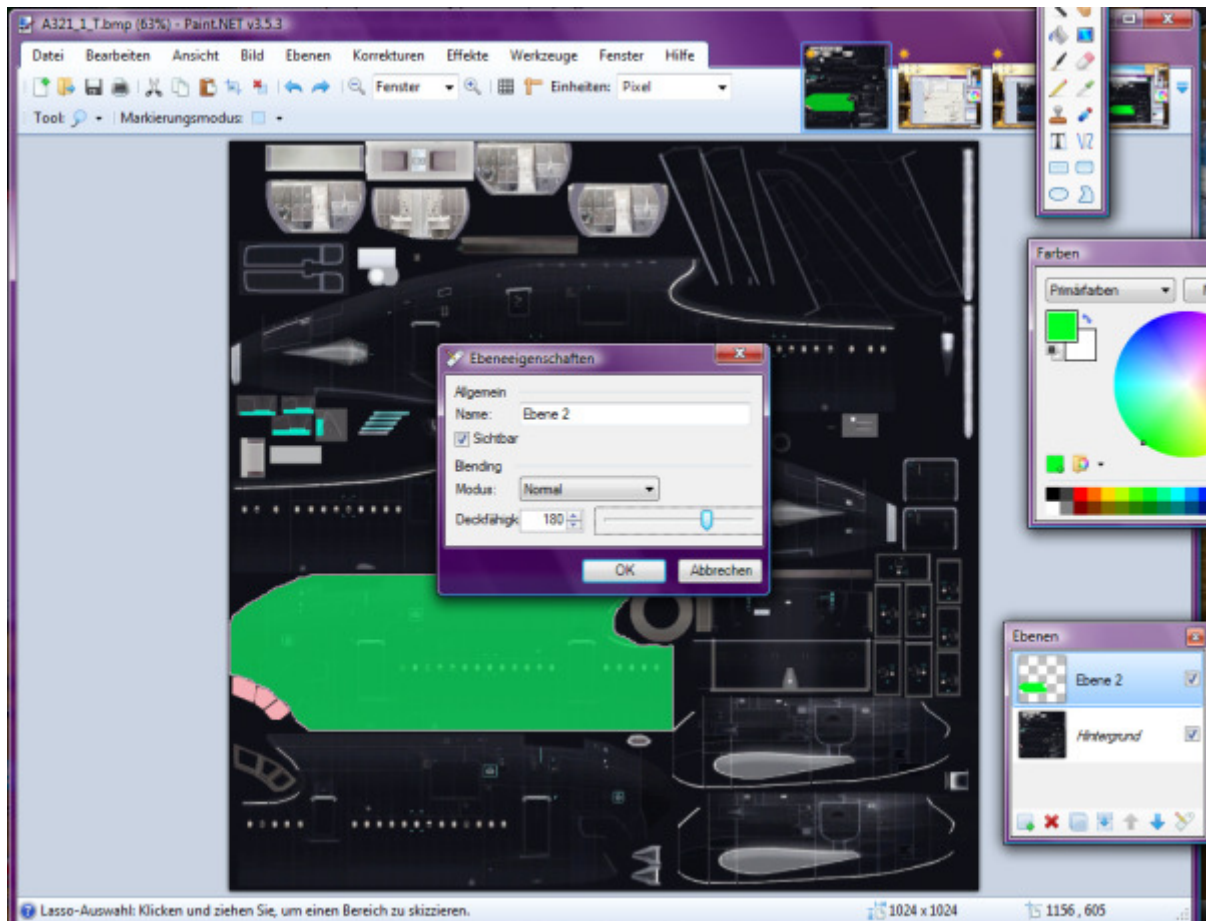 A321_1_T.bmp (63%) - Paint.NET v3.5.3
Datei Bearbeiten Ansicht Bild Ebenen Korrekturen Effekte Werkzeuge Fenster Hilfe
Fenster Einheiten: Pixel
Tool: Markierungsmodus:
Farben
Primärfarben
Ebeneeigenschaften
Allgemein
Name: Ebene 2
Sichtbar
Blending
Modus: Normal
Deckfähigk 180
OK Abbrechen
Ebenen
Ebene 2
Hintergrund
Lasso-Auswahl: Klicken und ziehen Sie, um einen Bereich zu skizzieren. 1024 x 1024 1156, 605